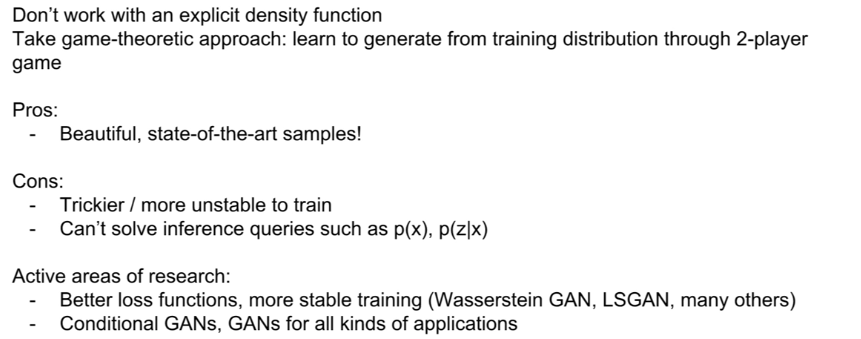 Don't work with an explicit density function
Take game-theoretic approach: learn to generate from training distribution through 2-player
game
Pros:
- Beautiful, state-of-the-art samples!
Cons:
- Trickier / more unstable to train
- Can't solve inference queries such as p(x), p(z|x)
Active areas of research:
- Better loss functions, more stable training (Wasserstein GAN, LSGAN, many others)
- Conditional GANs, GANs for all kinds of applications